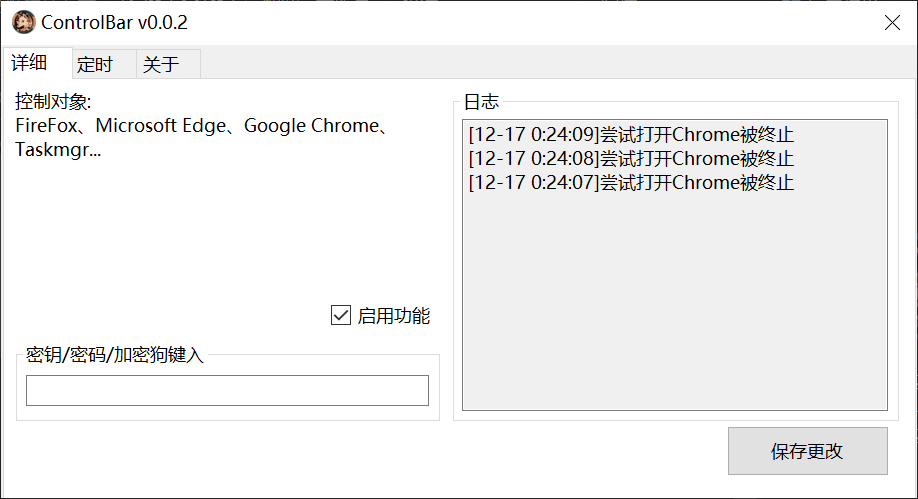 ControlBar v0.0.2
详细 定时 关于
控制对象:
FireFox、Microsoft Edge、Google Chrome、
Taskmgr...
启用功能
密钥/密码/加密狗键入
日志
[12-17 0:24:09]尝试打开Chrome被终止
[12-17 0:24:08]尝试打开Chrome被终止
[12-17 0:24:07]尝试打开Chrome被终止
保存更改